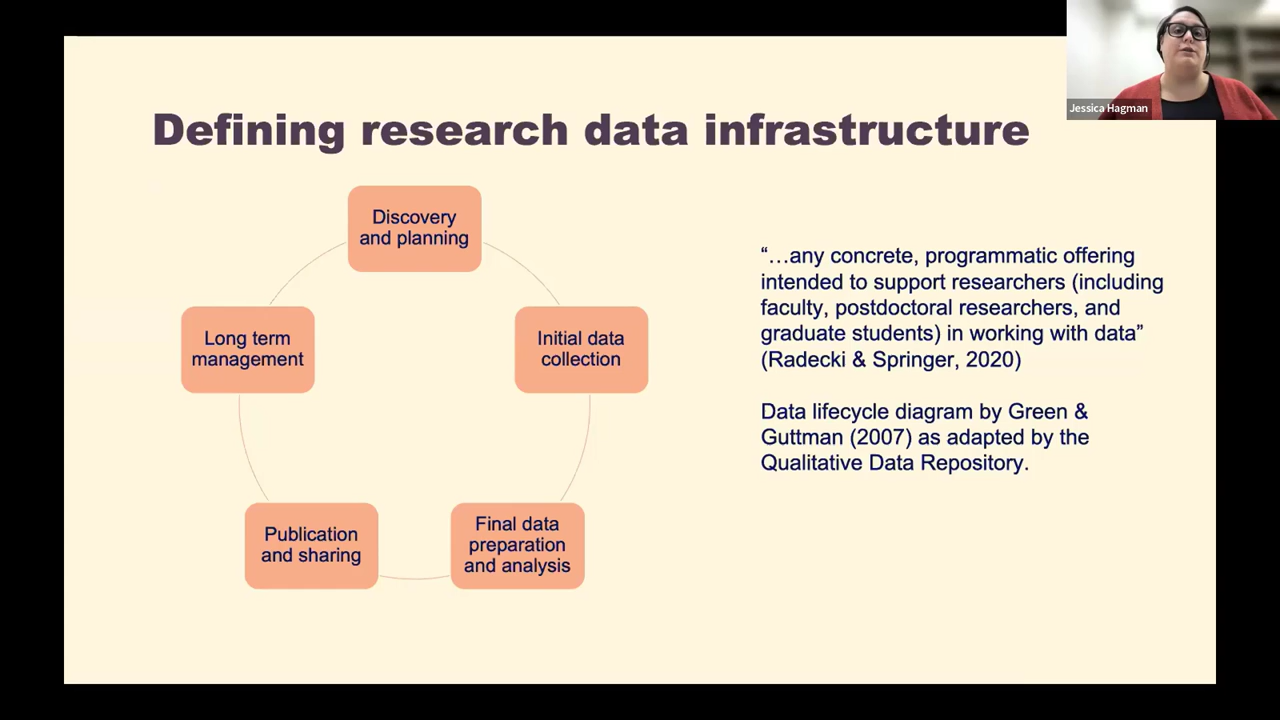 Jessica Hagman
Defining research data infrastructure
Discovery
and planning
Initial data
collection
Final data
preparation
and analysis
Publication
and sharing
Long term
management
“…any concrete, programmatic offering
intended to support researchers (including
faculty, postdoctoral researchers, and
graduate students) in working with data”
(Radecki & Springer, 2020)
Data lifecycle diagram by Green &
Guttman (2007) as adapted by the
Qualitative Data Repository.